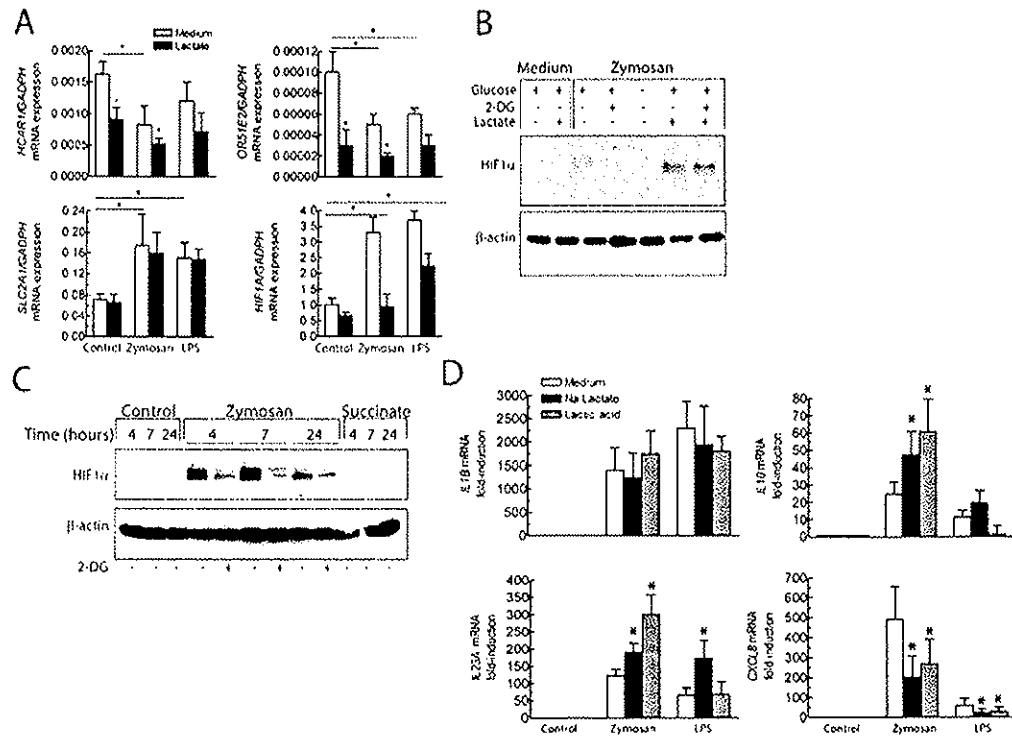 A
Medium
Lactate
HCAR1/GADPH
mRNA expression
0 0020
0 0015
0 0010
0 0005
0 0000
*
*
*
OR51E2/GADPH
mRNA expression
0 00012
0 00010
0 00008
0 00006
0 00004
0 00002
0 00000
*
*
*
*
SLC2A1/GADPH
mRNA expression
0 24
0 20
0 16
0 12
0 08
0 04
0 00
*
*
Control Zymosan LPS
HIF1A/GADPH
mRNA expression
4 0
3 5
3 0
2 5
2 0
1 5
1 0
0 5
0 0
*
*
Control Zymosan LPS
B
Medium Zymosan
Glucose + + + + - + +
2-DG - - - + - - +
Lactate - + - - - + +
HIF1α
β-actin
C
Control Zymosan Succinate
Time (hours) 4 7 24 4 7 24 4 7 24
HIF1α
β-actin
2-DG - - - - + - + - + - - -
D
Medium
Na Lactate
Lactic acid
IL1B mRNA
fold-induction
3000
2500
2000
1500
1000
500
0
IL10 mRNA
fold-induction
80
70
60
50
40
30
20
10
0
*
*
IL23A mRNA
fold-induction
400
350
300
250
200
150
100
50
0
*
*
*
Control Zymosan LPS
CXCL8 mRNA
fold-induction
700
600
500
400
300
200
100
0
*
*
*
*
Control Zymosan LPS